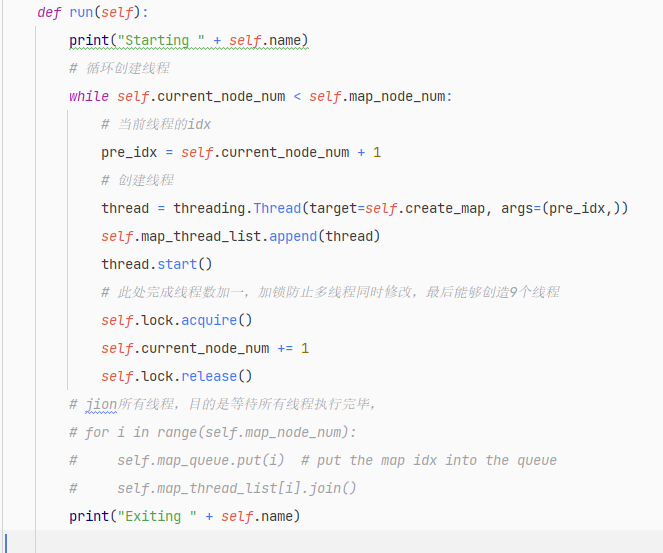 def run(self):
print("Starting " + self.name)
# 循环创建线程
while self.current_node_num < self.map_node_num:
# 当前线程的idx
pre_idx = self.current_node_num + 1
# 创建线程
thread = threading.Thread(target=self.create_map, args=(pre_idx,))
self.map_thread_list.append(thread)
thread.start()
# 此处完成线程数加一，加锁防止多线程同时修改，最后能够创造9个线程
self.lock.acquire()
self.current_node_num += 1
self.lock.release()
# jion所有线程，目的是等待所有线程执行完毕，
# for i in range(self.map_node_num):
#     self.map_queue.put(i)  # put the map idx into the queue
#     self.map_thread_list[i].join()
print("Exiting " + self.name)